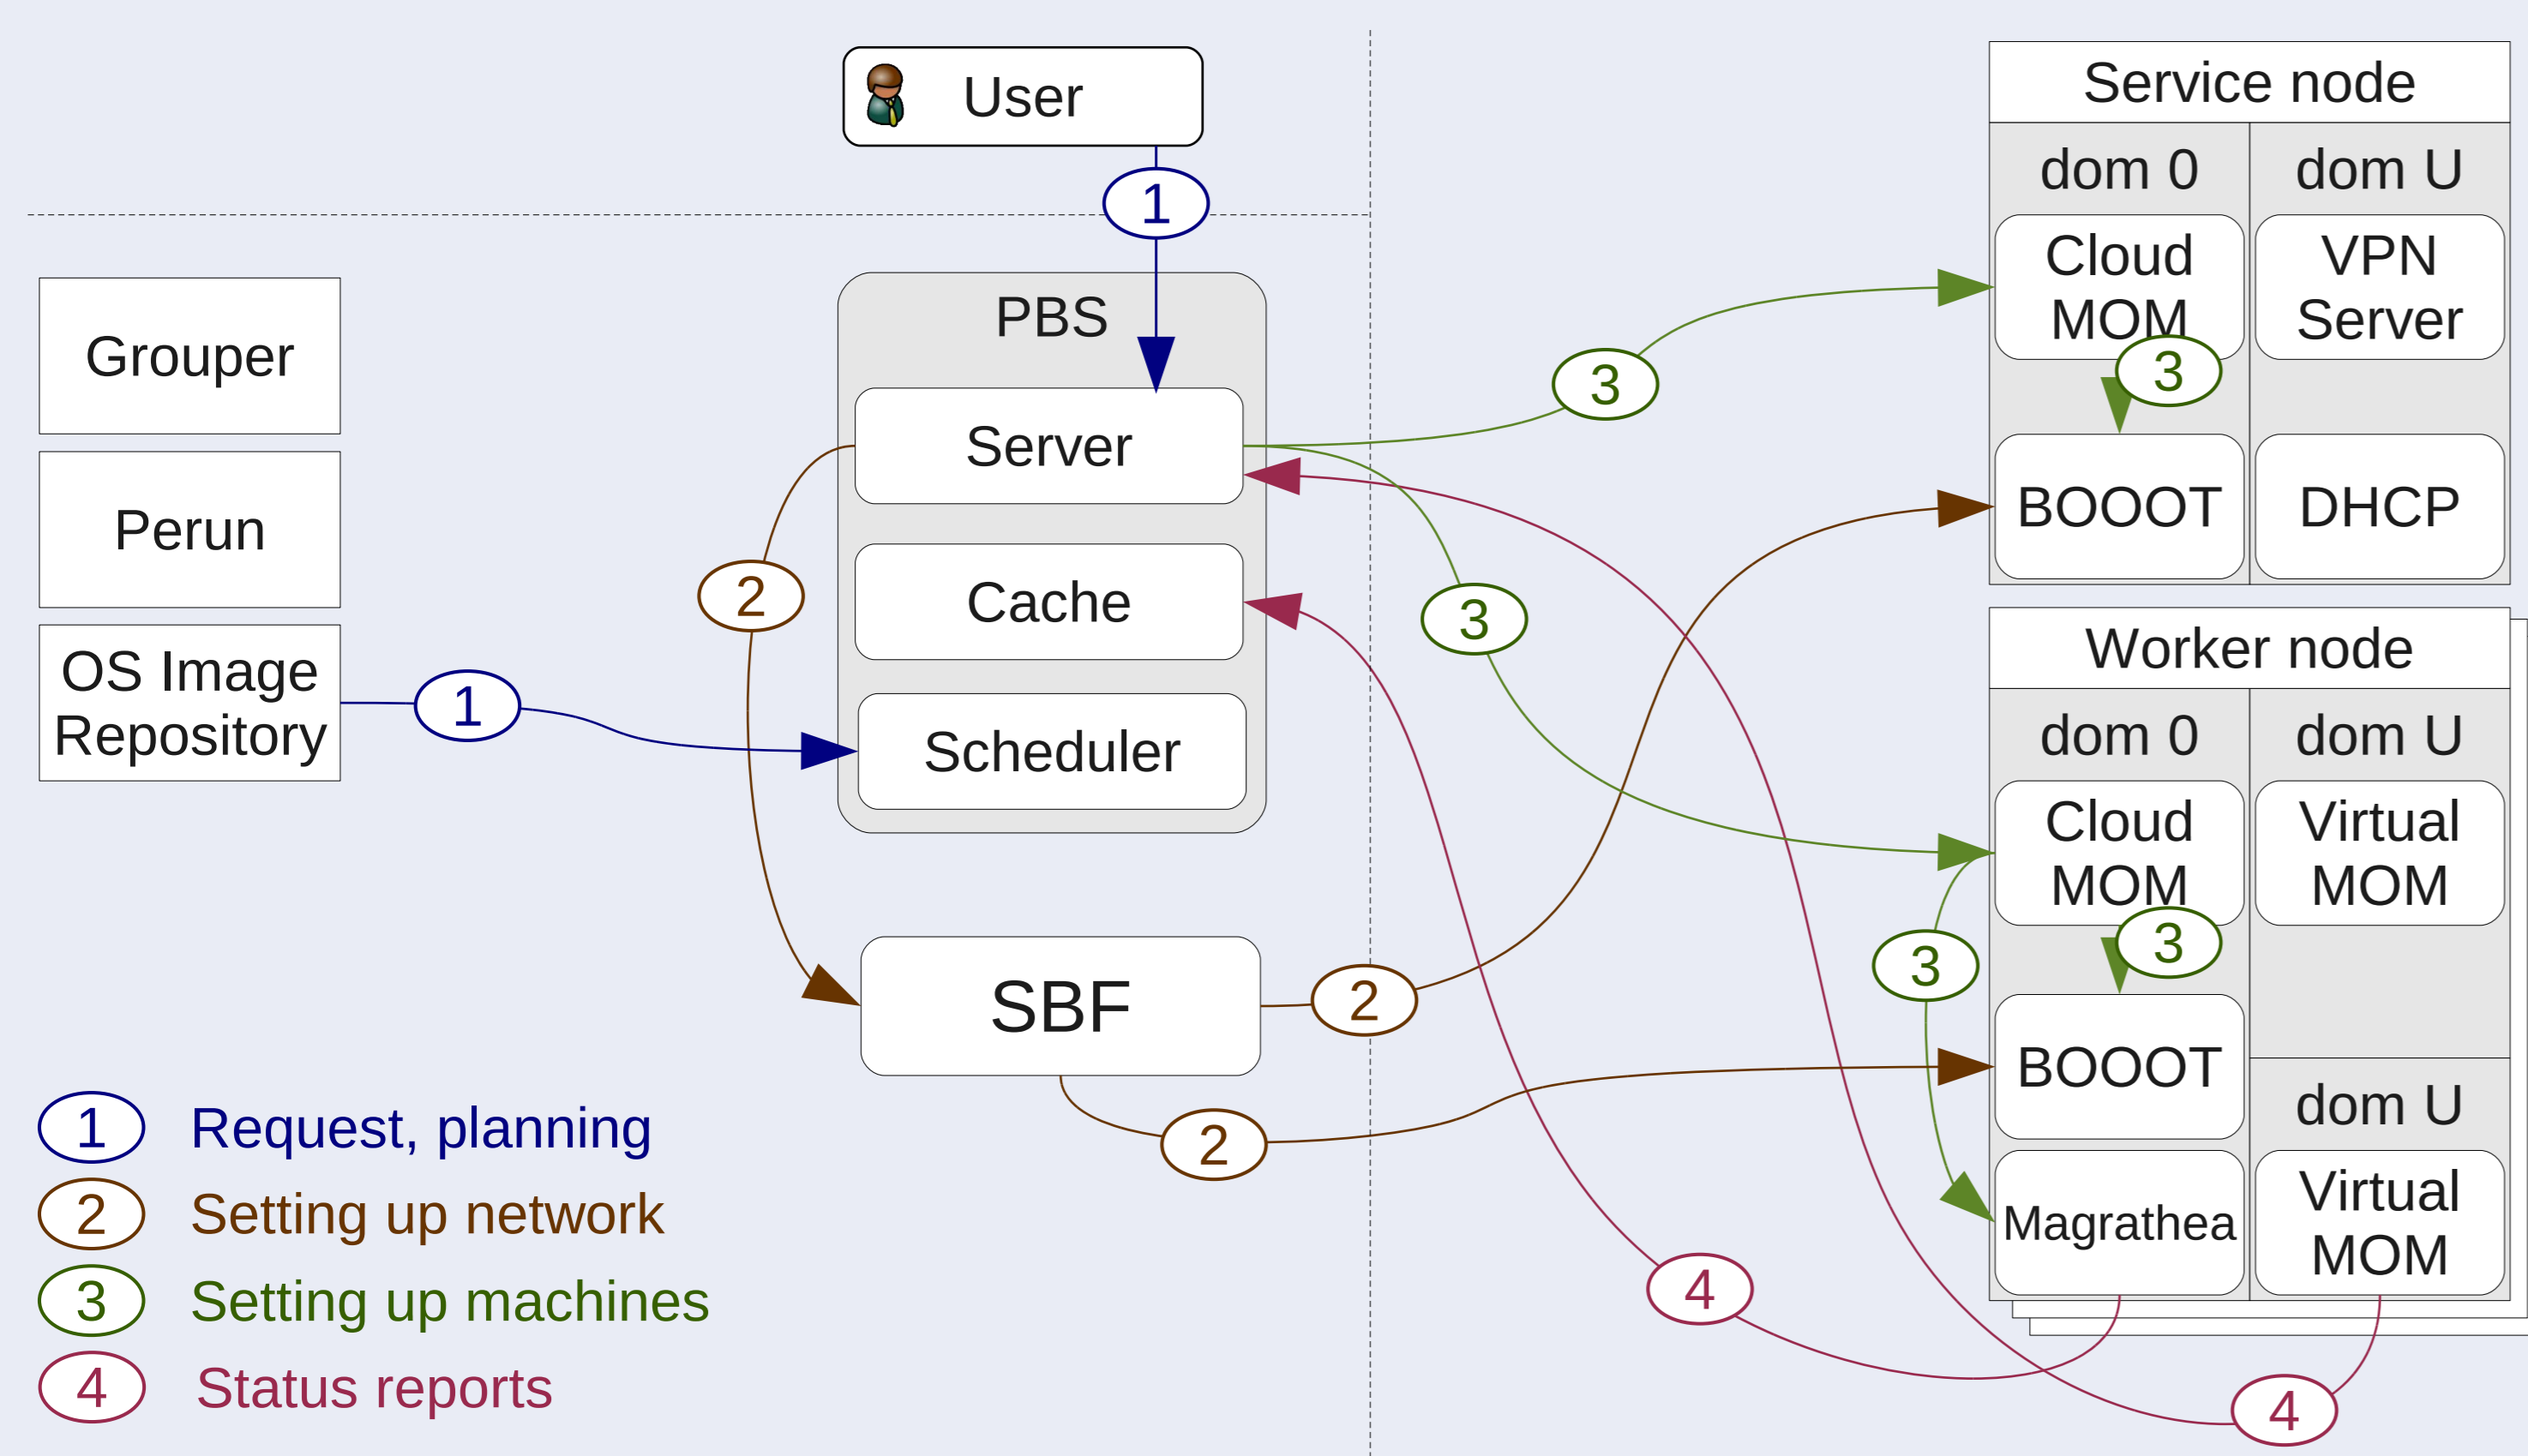 User
1
Grouper
Perun
OS Image
Repository
1
2
PBS
Server
Cache
Scheduler
SBF
2
2
3
3
3
4
4
Service node
dom 0
dom U
Cloud
MOM
3
VPN
Server
BOOOT
DHCP
Worker node
dom 0
dom U
Cloud
MOM
3
Virtual
MOM
BOOOT
dom U
Magrathea
Virtual
MOM
1 Request, planning
2 Setting up network
3 Setting up machines
4 Status reports